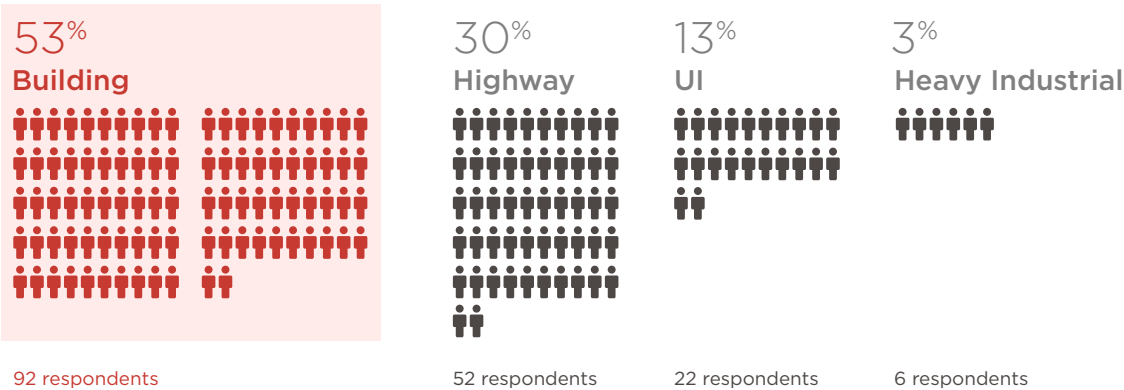 53%
Building
92 respondents
30%
Highway
52 respondents
13%
UI
22 respondents
3%
Heavy Industrial
6 respondents